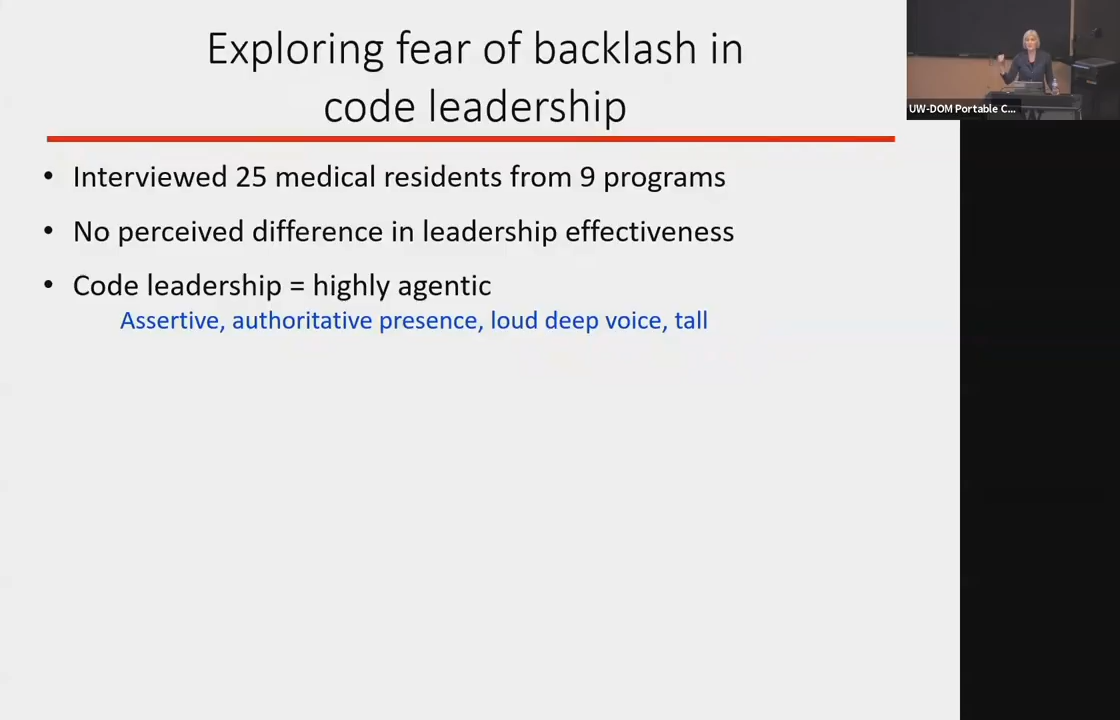 Exploring fear of backlash in
code leadership
UW-DOM Portable C...
• Interviewed 25 medical residents from 9 programs
• No perceived difference in leadership effectiveness
• Code leadership = highly agentic
Assertive, authoritative presence, loud deep voice, tall